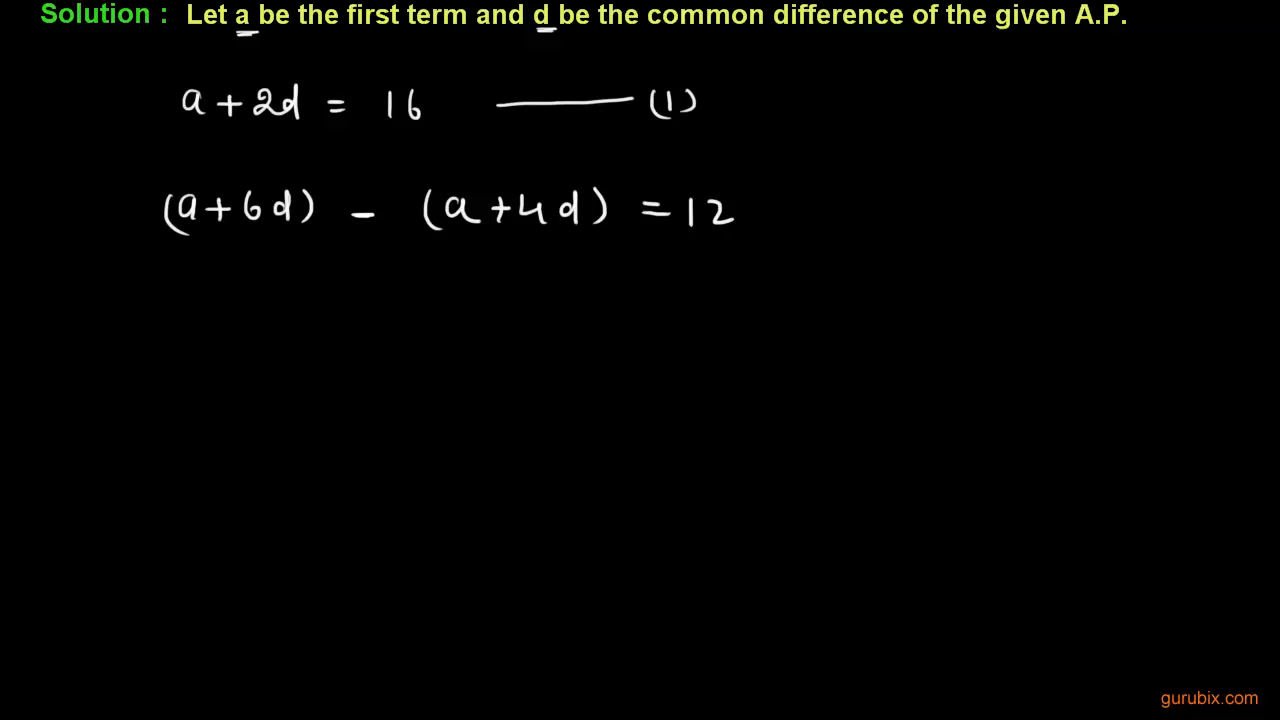 Solution : Let a be the first term and d be the common difference of the given A.P.
a + 2d = 16 ——— (1)
(a + 6d) - (a + 4d) = 12
gurubix.com